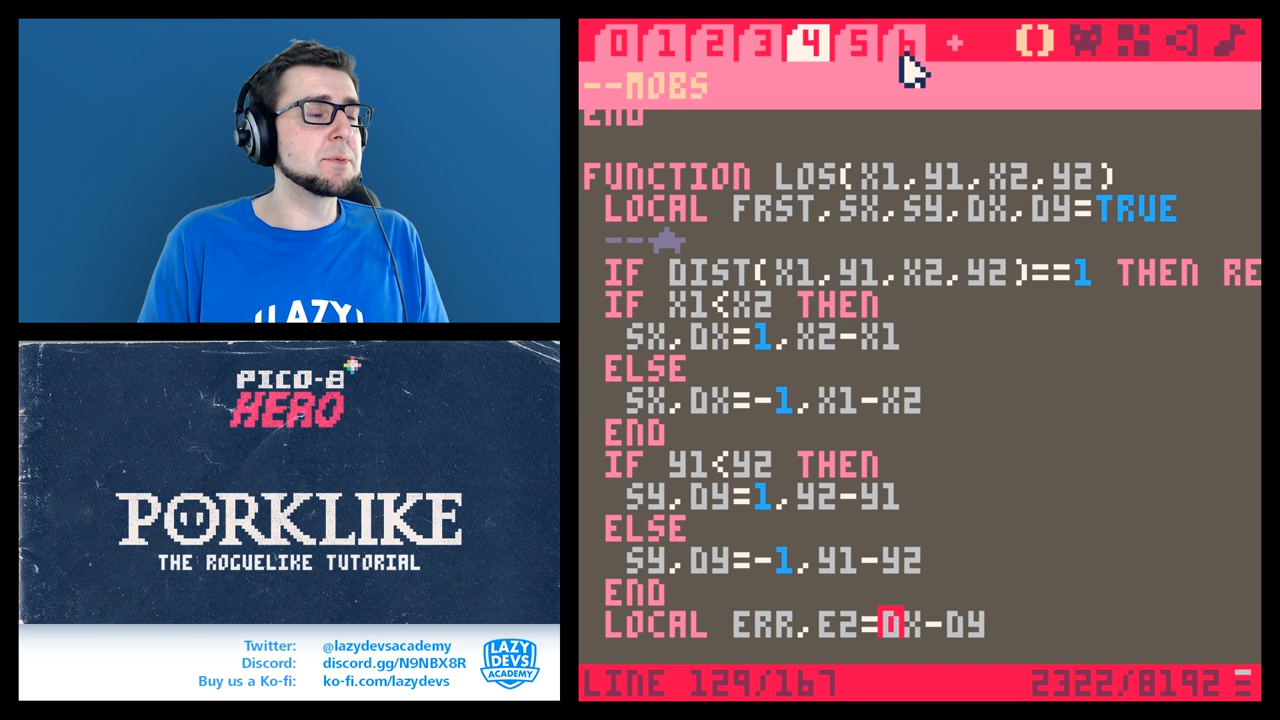 LAZY
PICO-8
HERO
PORKLIKE
THE ROGUELIKE TUTORIAL
Twitter: @lazydevsacademy
Discord: discord.gg/N9NBX8R
Buy us a Ko-fi: ko-fi.com/lazydevs
LAZY
DEVS
ACADEMY
0 1 2 3 4 5 6 + ()
--MOBS
END
FUNCTION LOS(X1,Y1,X2,Y2)
LOCAL FRST,SX,SY,DX,DY=TRUE
--
IF DIST(X1,Y1,X2,Y2)==1 THEN RE
IF X1<X2 THEN
SX,DX=1,X2-X1
ELSE
SX,DX=-1,X1-X2
END
IF Y1<Y2 THEN
SY,DY=1,Y2-Y1
ELSE
SY,DY=-1,Y1-Y2
END
LOCAL ERR,E2=DX-DY
LINE 129/167 2322/8192